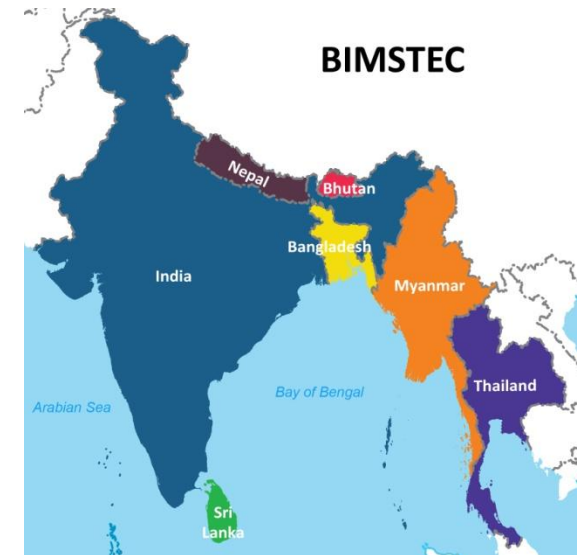 BIMSTEC
Nepal
Bhutan
Bangladesh
India
Myanmar
Thailand
Arabian Sea
Bay of Bengal
Sri
Lanka